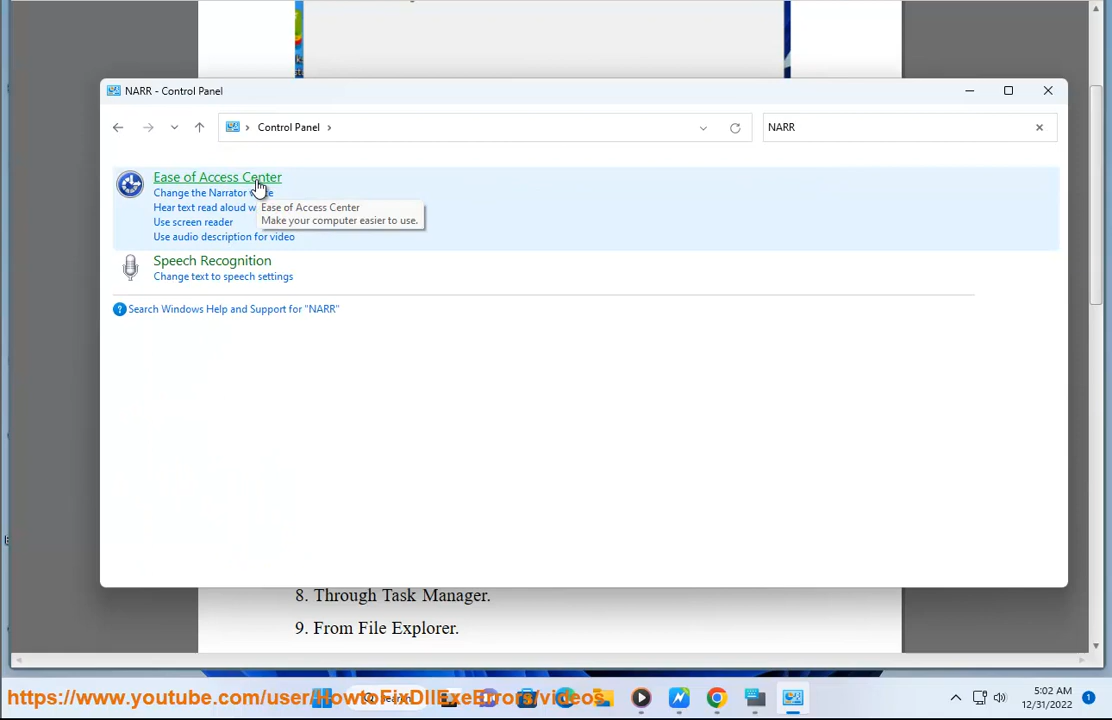 NARR - Control Panel
Control Panel
NARR
Ease of Access Center
Change the Narrator
Hear text read aloud
Ease of Access Center
Make your computer easier to use.
Use screen reader
Use audio description for video
Speech Recognition
Change text to speech settings
Search Windows Help and Support for "NARR"
8. Through Task Manager.
9. From File Explorer.
https://www.youtube.com/user/HowtoFixDllExeErrors/videos
5:02 AM
12/31/2022
1